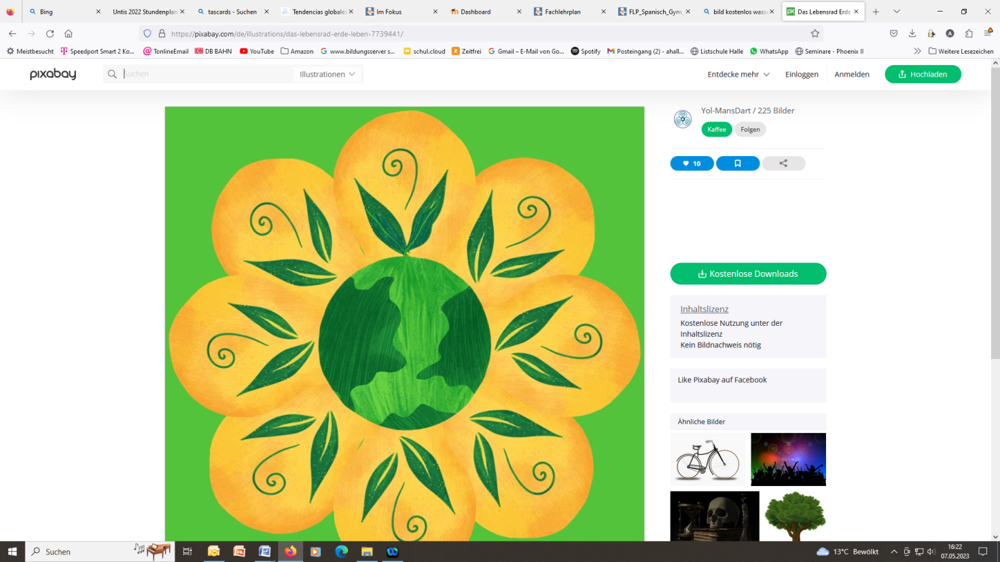 Bing
Untis 2022 Stundenplan
tascards - Suchen
Tendencias globales
Im Fokus
Dashboard
Fachlehrplan
FLP_Spanisch_Gym_
bild kostenlos wasse
Das Lebensrad Erde
https://pixabay.com/de/illustrations/das-lebensrad-erde-leben-7739441/
Meistbesucht
Speedport Smart 2 Ko...
TonlineEmail
DB BAHN
YouTube
Amazon
www.bildungsserver s...
schul.cloud
Zeitfrei
Gmail – E-Mail von Go...
Spotify
Posteingang (2) - ahall...
Listschule Halle
WhatsApp
Seminare - Phoenix II
Weitere Lesezeichen
pixabay
Suchen
Illustrationen
Entdecke mehr
Einloggen
Anmelden
Hochladen
Yol-MansDart / 225 Bilder
Kaffee
Folgen
10
Kostenlose Downloads
Inhaltslizenz
Kostenlose Nutzung unter der
Inhaltslizenz
Kein Bildnachweis nötig
Like Pixabay auf Facebook
Ähnliche Bilder
Suchen
13°C Bewölkt
16:22
07.05.2023